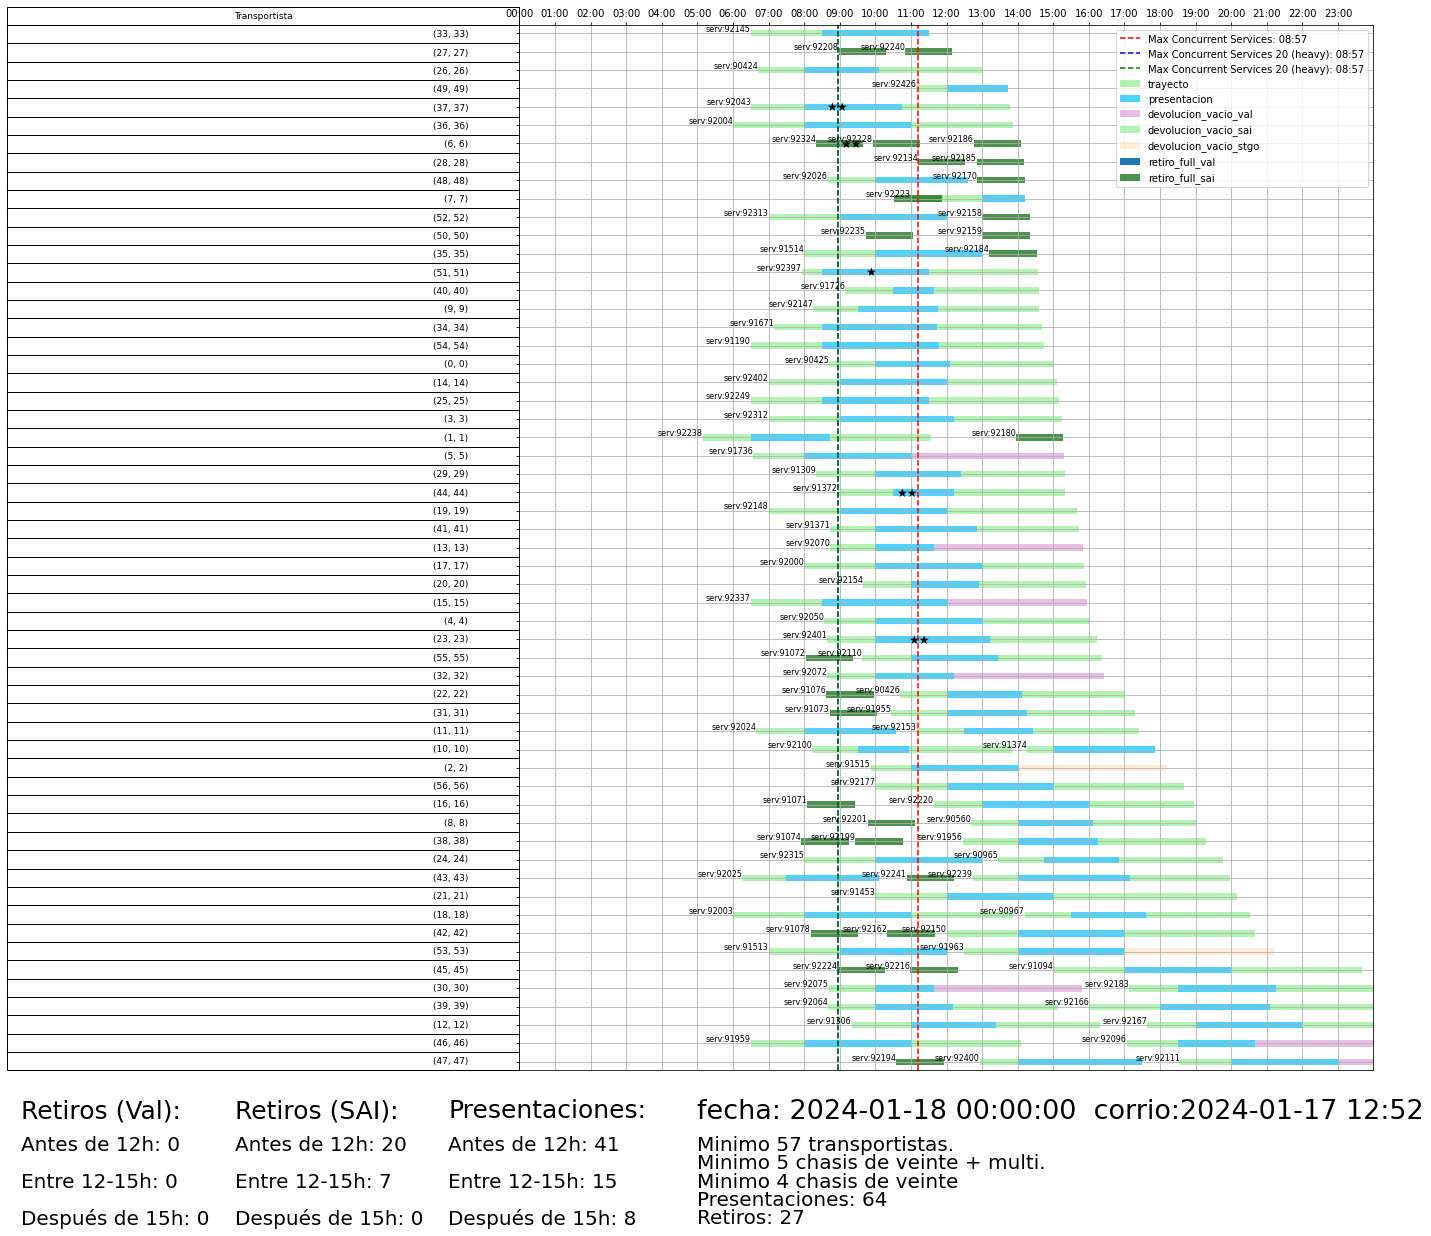 Transportista
00:00 01:00 02:00 03:00 04:00 05:00 06:00 07:00 08:00 09:00 10:00 11:00 12:00 13:00 14:00 15:00 16:00 17:00 18:00 19:00 20:00 21:00 22:00 23:00
Max Concurrent Services: 08:57
Max Concurrent Services 20 (heavy): 08:57
Max Concurrent Services 20 (heavy): 08:57
trayecto
presentacion
devolucion_vacio_val
devolucion_vacio_sai
devolucion_vacio_stgo
retiro_full_val
retiro_full_sai
(33, 33) serv:92145
(27, 27) serv:92208 serv:92240
(26, 26) serv:90424
(49, 49) serv:92426
(37, 37) serv:92043
(36, 36) serv:92004
(6, 6) serv:92324 serv:92228 serv:92186
(28, 28) serv:92134 serv:92185
(48, 48) serv:92026 serv:92170
(7, 7) serv:92223
(52, 52) serv:92313 serv:92158
(50, 50) serv:92235 serv:92159
(35, 35) serv:91514 serv:92184
(51, 51) serv:92397
(40, 40) serv:91726
(9, 9) serv:92147
(34, 34) serv:91671
(54, 54) serv:91190
(0, 0) serv:90425
(14, 14) serv:92402
(25, 25) serv:92249
(3, 3) serv:92312
(1, 1) serv:92238 serv:92180
(5, 5) serv:91736
(29, 29) serv:91309
(44, 44) serv:91372
(19, 19) serv:92148
(41, 41) serv:91371
(13, 13) serv:92070
(17, 17) serv:92000
(20, 20) serv:92154
(15, 15) serv:92337
(4, 4) serv:92050
(23, 23) serv:92401
(55, 55) serv:91072 serv:92110
(32, 32) serv:92072
(22, 22) serv:91076 serv:90426
(31, 31) serv:91073 serv:91955
(11, 11) serv:92024 serv:92153
(10, 10) serv:92100 serv:91374
(2, 2) serv:91515
(56, 56) serv:92177
(16, 16) serv:91071 serv:92220
(8, 8) serv:92201 serv:90560
(38, 38) serv:91074 serv:92199 serv:91956
(24, 24) serv:92315 serv:90965
(43, 43) serv:92025 serv:92241 serv:92239
(21, 21) serv:91453
(18, 18) serv:92003 serv:90967
(42, 42) serv:91078 serv:92162 serv:92150
(53, 53) serv:91513 serv:91963
(45, 45) serv:92224 serv:92216 serv:91094
(30, 30) serv:92075 serv:92183
(39, 39) serv:92064 serv:92166
(12, 12) serv:91306 serv:92167
(46, 46) serv:91959 serv:92096
(47, 47) serv:92194 serv:92400 serv:92111
Retiros (Val):
Antes de 12h: 0
Entre 12-15h: 0
Después de 15h: 0
Retiros (SAI):
Antes de 12h: 20
Entre 12-15h: 7
Después de 15h: 0
Presentaciones:
Antes de 12h: 41
Entre 12-15h: 15
Después de 15h: 8
fecha: 2024-01-18 00:00:00 corrio:2024-01-17 12:52
Minimo 57 transportistas.
Minimo 5 chasis de veinte + multi.
Minimo 4 chasis de veinte
Presentaciones: 64
Retiros: 27